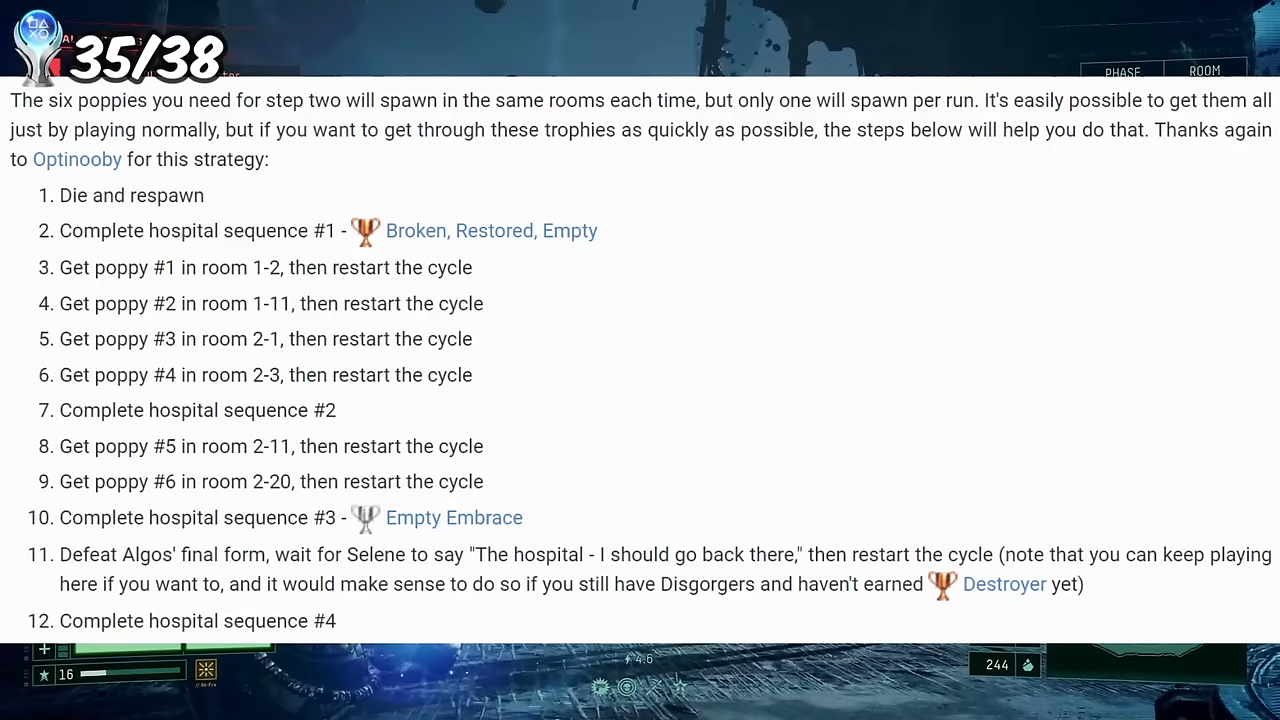 35/38
PHASE
ROOM
The six poppies you need for step two will spawn in the same rooms each time, but only one will spawn per run. It's easily possible to get them all
just by playing normally, but if you want to get through these trophies as quickly as possible, the steps below will help you do that. Thanks again
to Optinooby for this strategy:
1. Die and respawn
2. Complete hospital sequence #1 - Broken, Restored, Empty
3. Get poppy #1 in room 1-2, then restart the cycle
4. Get poppy #2 in room 1-11, then restart the cycle
5. Get poppy #3 in room 2-1, then restart the cycle
6. Get poppy #4 in room 2-3, then restart the cycle
7. Complete hospital sequence #2
8. Get poppy #5 in room 2-11, then restart the cycle
9. Get poppy #6 in room 2-20, then restart the cycle
10. Complete hospital sequence #3 - Empty Embrace
11. Defeat Algos' final form, wait for Selene to say "The hospital - I should go back there," then restart the cycle (note that you can keep playing
here if you want to, and it would make sense to do so if you still have Disgorgers and haven't earned Destroyer yet)
12. Complete hospital sequence #4
16
4.6
244